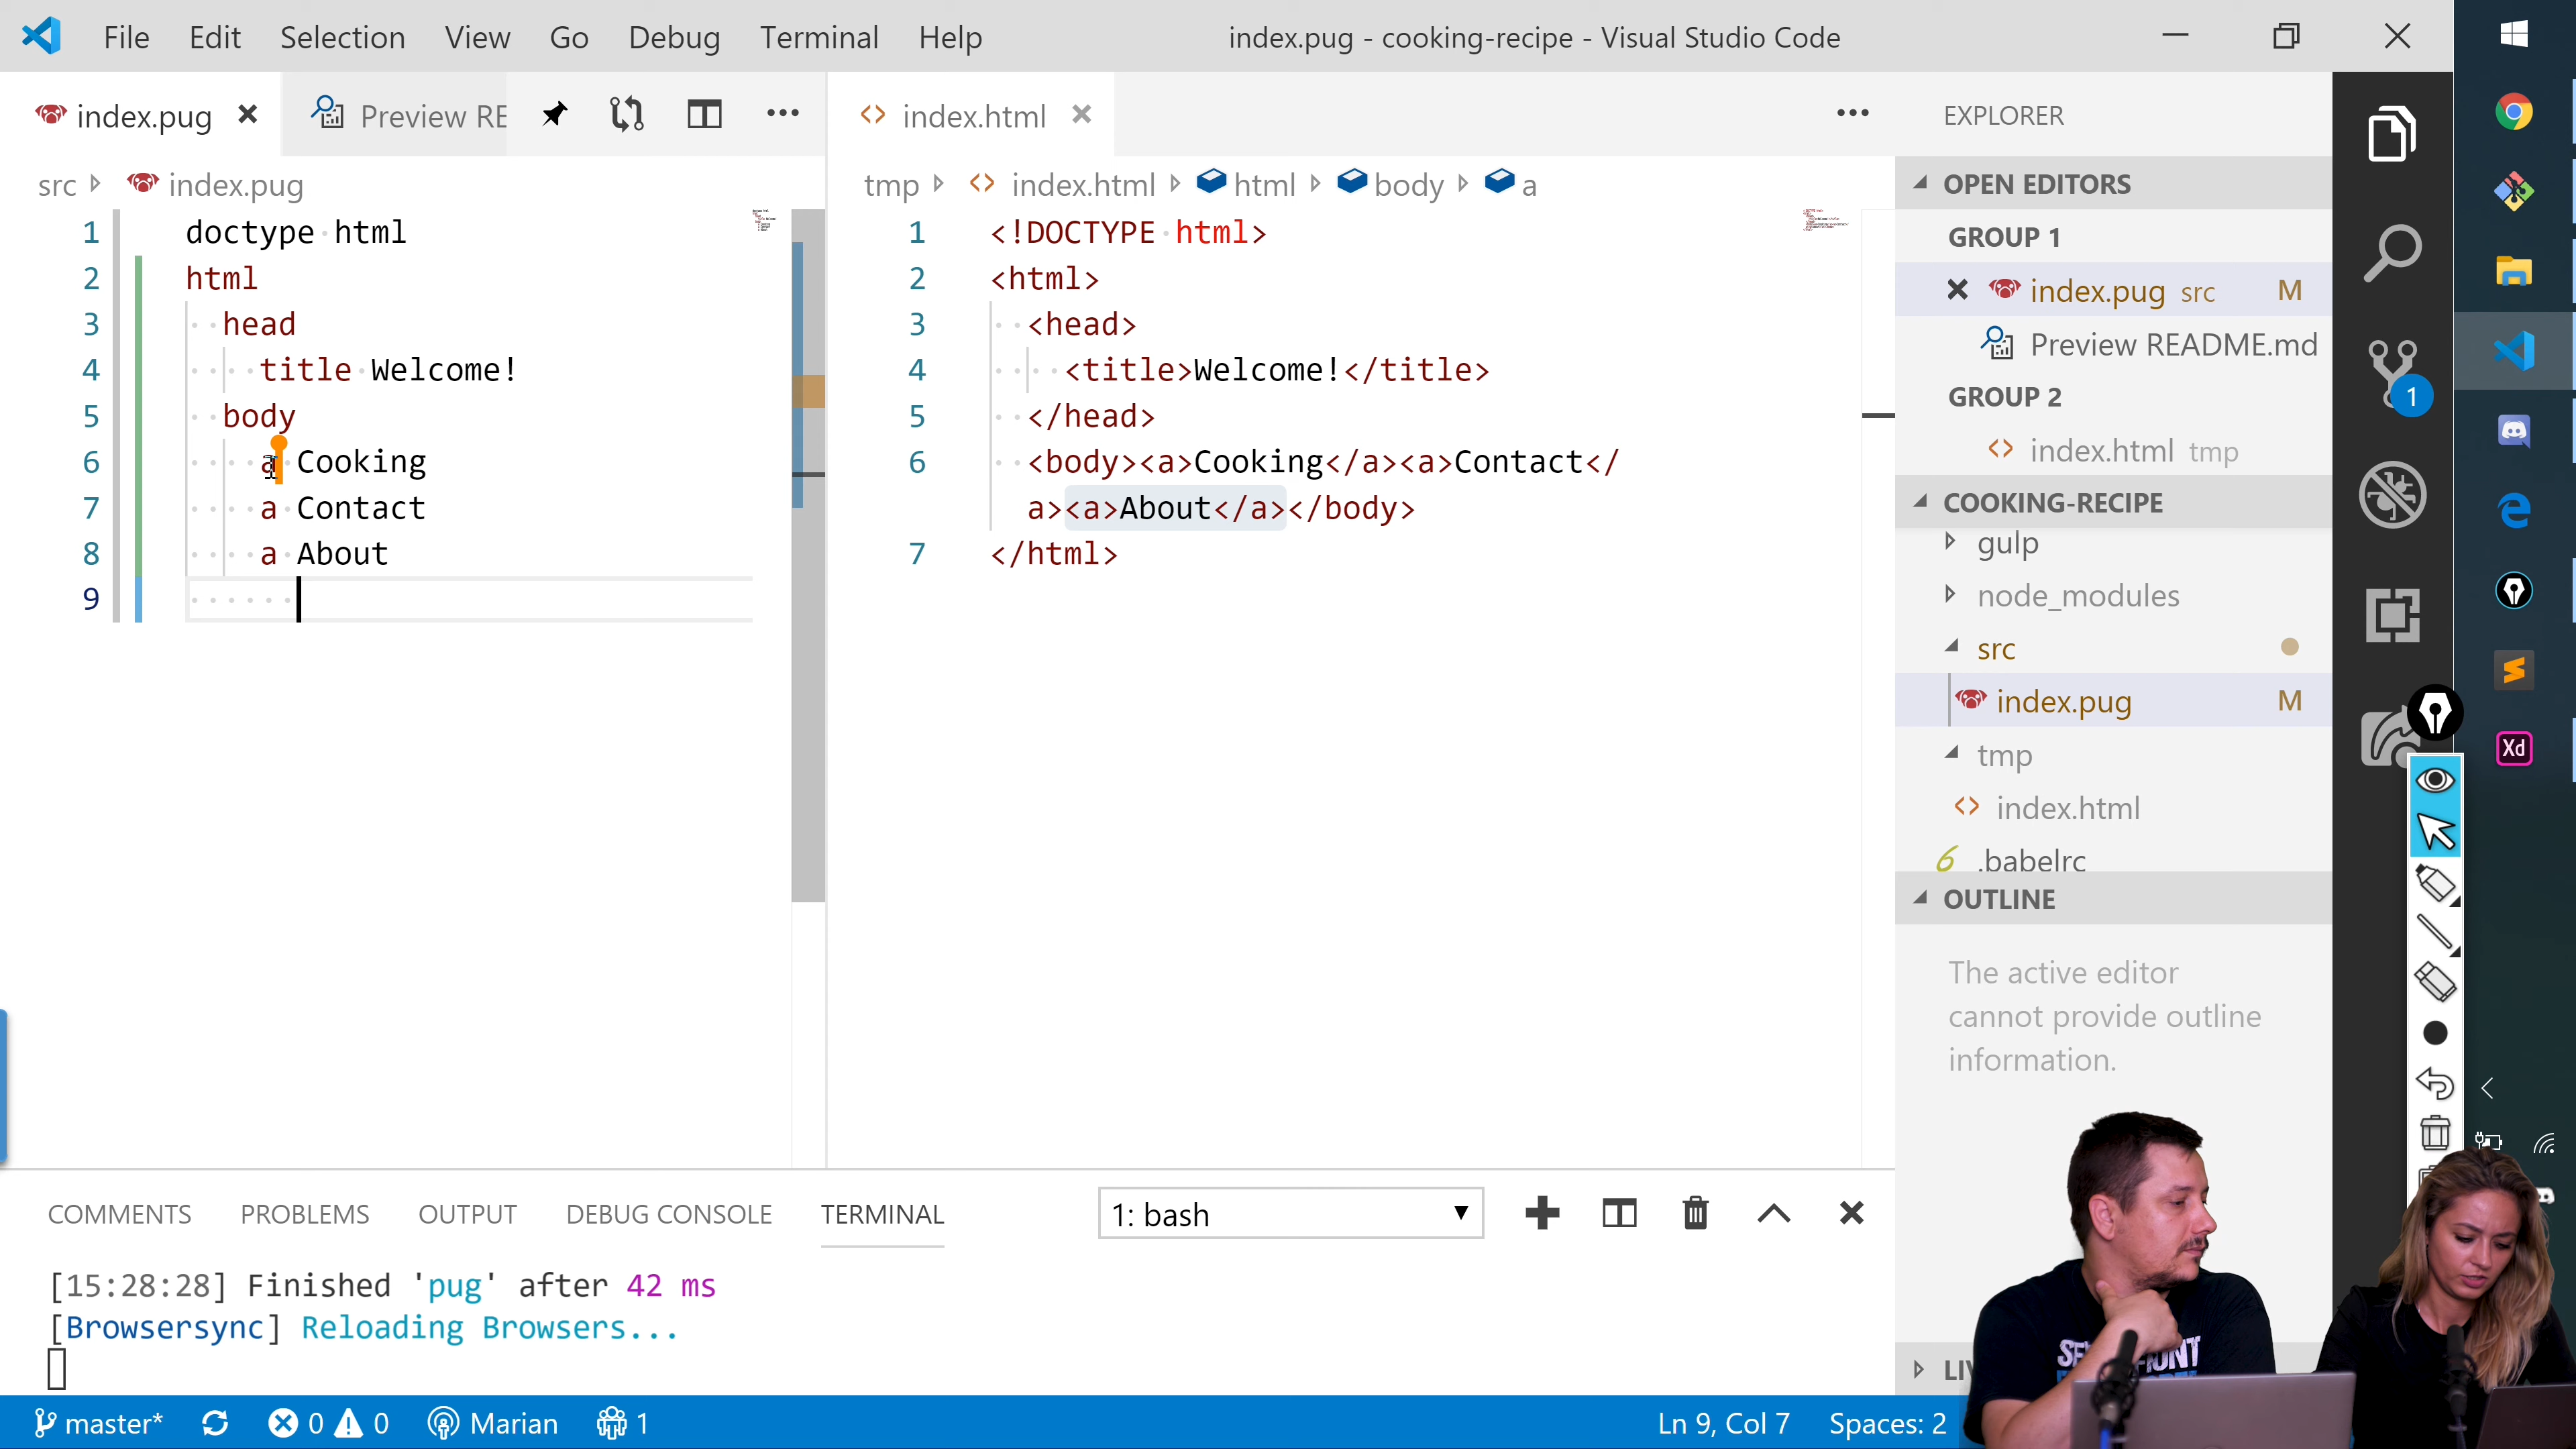 File Edit Selection View Go Debug Terminal Help
index.pug - cooking-recipe - Visual Studio Code
index.pug
Preview RE
index.html
EXPLORER
src index.pug
tmp index.html html body a
OPEN EDITORS
GROUP 1
index.pug src M
Preview README.md
GROUP 2
index.html tmp
COOKING-RECIPE
gulp
node_modules
src
index.pug M
tmp
index.html
.babelrc
OUTLINE
The active editor
cannot provide outline
information.
1 doctype html
2 html
3 head
4 title Welcome!
5 body
6 a Cooking
7 a Contact
8 a About
9
1 <!DOCTYPE html>
2 <html>
3 <head>
4 <title>Welcome!</title>
5 </head>
6 <body><a>Cooking</a><a>Contact</
a><a>About</a></body>
7 </html>
1
Xd
COMMENTS PROBLEMS OUTPUT DEBUG CONSOLE TERMINAL
1: bash
[15:28:28] Finished 'pug' after 42 ms
[Browsersync] Reloading Browsers...
master* 0 0 Marian 1
Ln 9, Col 7 Spaces: 2